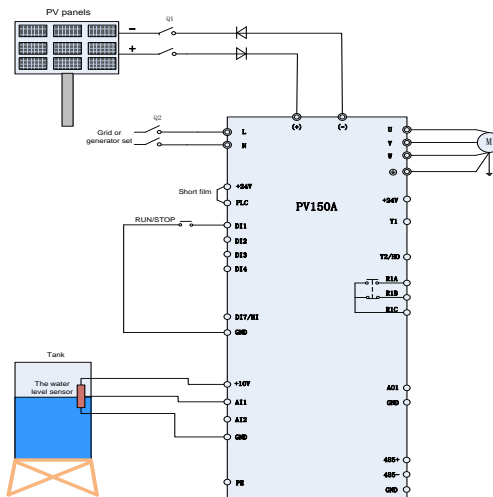 PV panels
Q1
−
+
(+)
(-)
Q2
Grid or
generator set
L
N
U
V
W
M
+24V
PLC
Short film
PV150A
+24V
RUN/STOP
DI1
DI2
DI3
DI4
Y1
Y2/HO
R1A
R1B
R1C
DI7/HI
GND
Tank
The water
level sensor
+10V
AI1
AI2
GND
AO1
GND
PE
485+
485-
GND